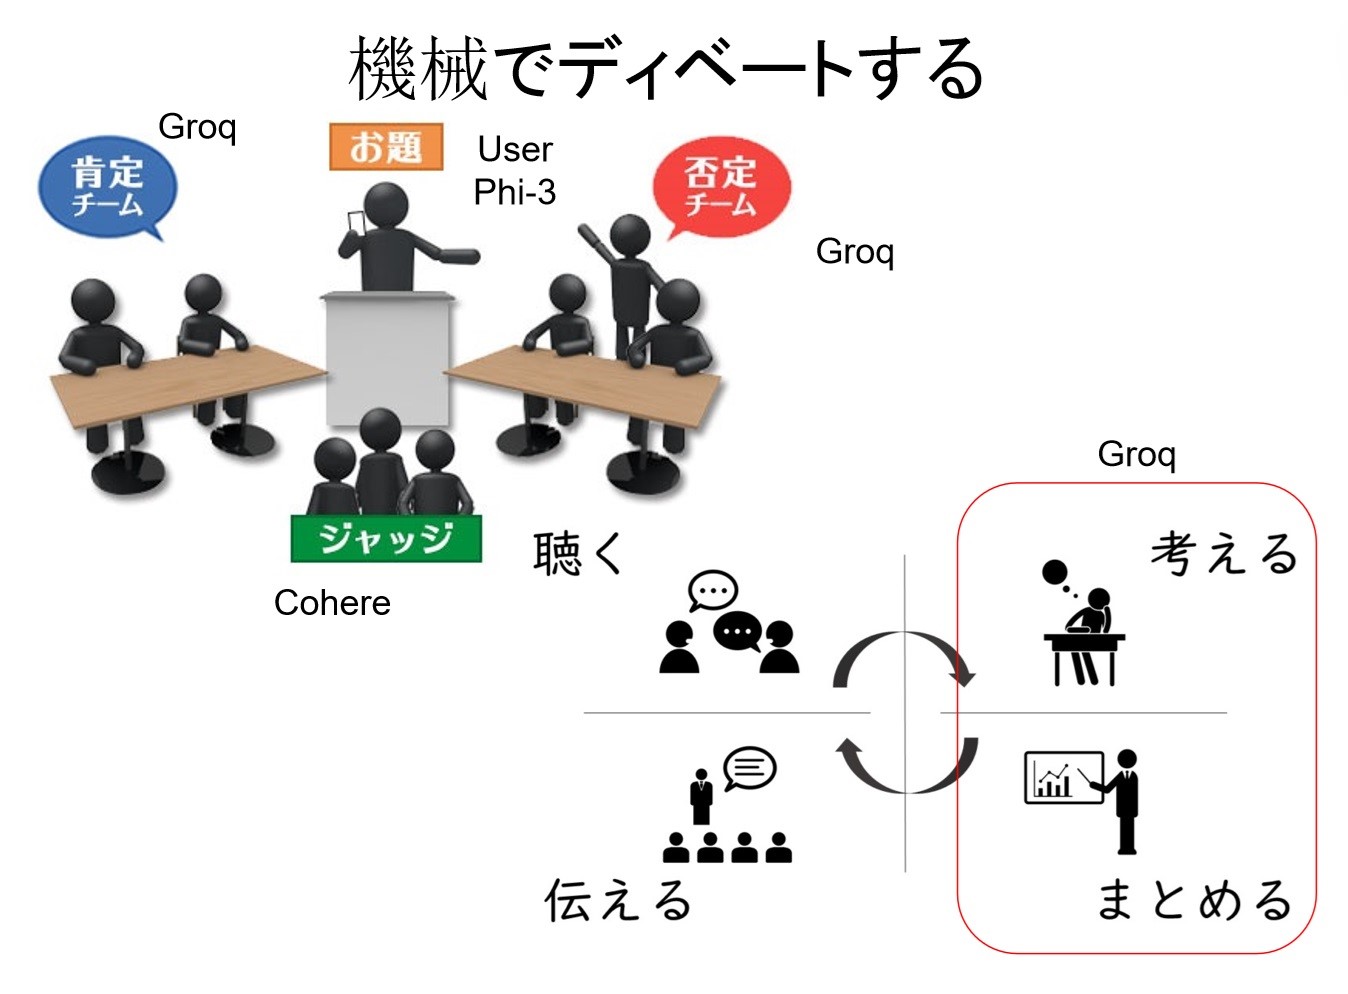 機械でディベートする
Groq
肯定
チーム
お題
User
Phi-3
否定
チーム
Groq
ジャッジ
Cohere
Groq
聴く
考える
伝える
まとめる